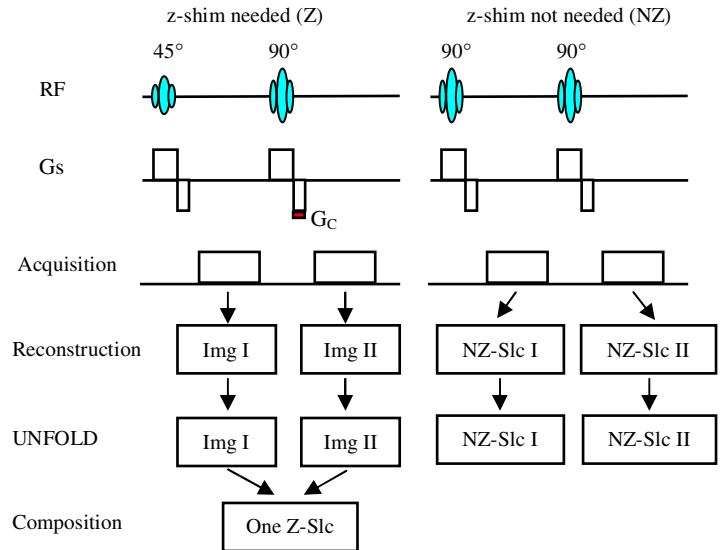 z-shim needed (Z) z-shim not needed (NZ)
45° 90° 90° 90°
RF
Gs
G_C
Acquisition
Reconstruction Img I Img II NZ-Slc I NZ-Slc II
UNFOLD Img I Img II NZ-Slc I NZ-Slc II
Composition One Z-Slc